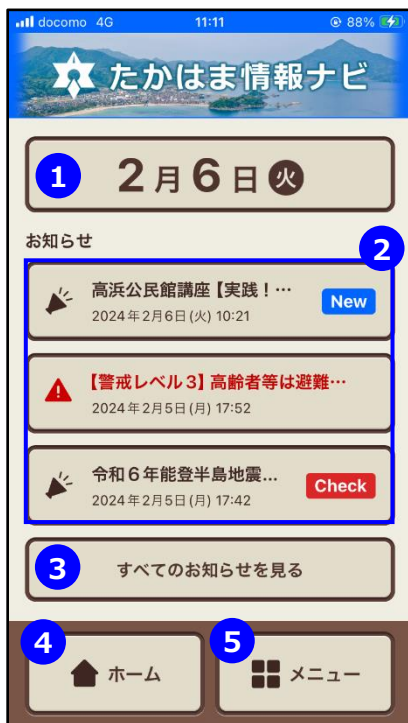 docomo 4G 11:11 88%
たかはま情報ナビ
1
2月6日火
お知らせ
2
高浜公民館講座【実践！…
2024年2月6日(火) 10:21
New
【警戒レベル3】高齢者等は避難…
2024年2月5日(月) 17:52
令和６年能登半島地震...
2024年2月5日(月) 17:42
Check
3
すべてのお知らせを見る
4
ホーム
5
メニュー